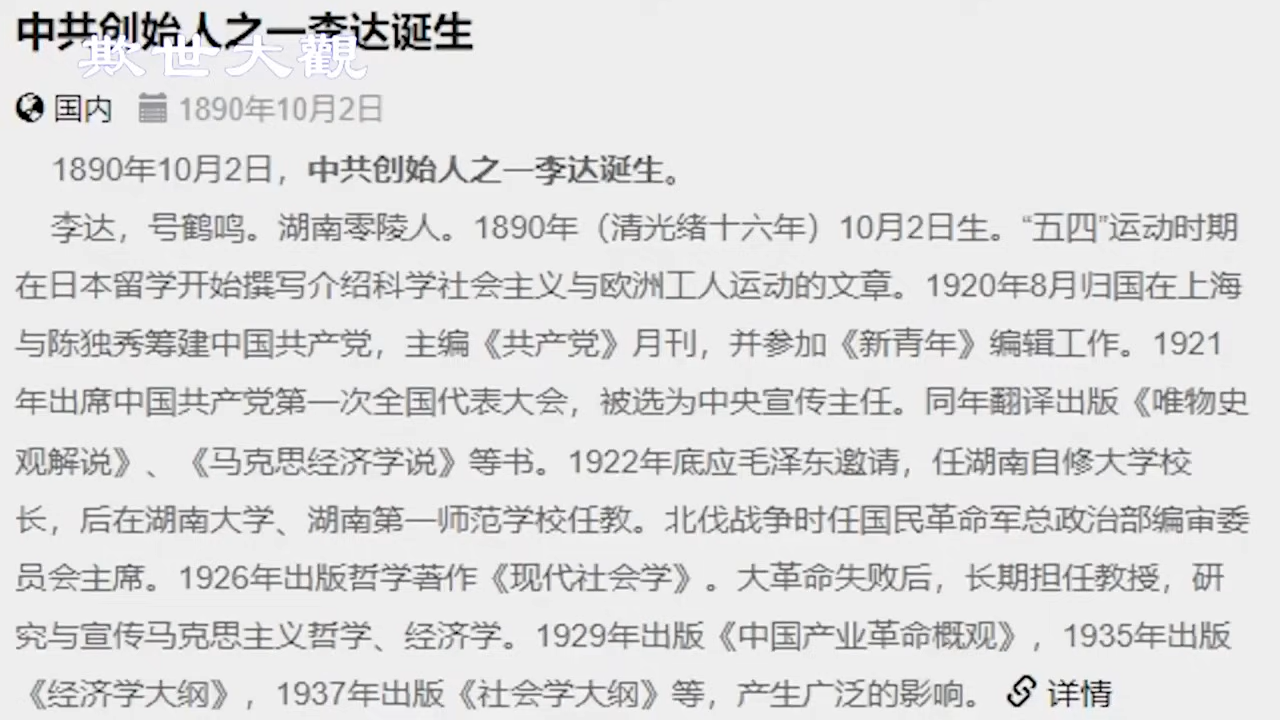 中共创始人之一李达诞生
欺世大觀
国内 1890年10月2日
1890年10月2日，中共创始人之一李达诞生。
李达，号鹤鸣。湖南零陵人。1890年（清光绪十六年）10月2日生。“五四”运动时期
在日本留学开始撰写介绍科学社会主义与欧洲工人运动的文章。1920年8月归国在上海
与陈独秀筹建中国共产党，主编《共产党》月刊，并参加《新青年》编辑工作。1921
年出席中国共产党第一次全国代表大会，被选为中央宣传主任。同年翻译出版《唯物史
观解说》、《马克思经济学说》等书。1922年底应毛泽东邀请，任湖南自修大学校
长，后在湖南大学、湖南第一师范学校任教。北伐战争时任国民革命军总政治部编审委
员会主席。1926年出版哲学著作《现代社会学》。大革命失败后，长期担任教授，研
究与宣传马克思主义哲学、经济学。1929年出版《中国产业革命概观》，1935年出版
《经济学大纲》，1937年出版《社会学大纲》等，产生广泛的影响。 详情